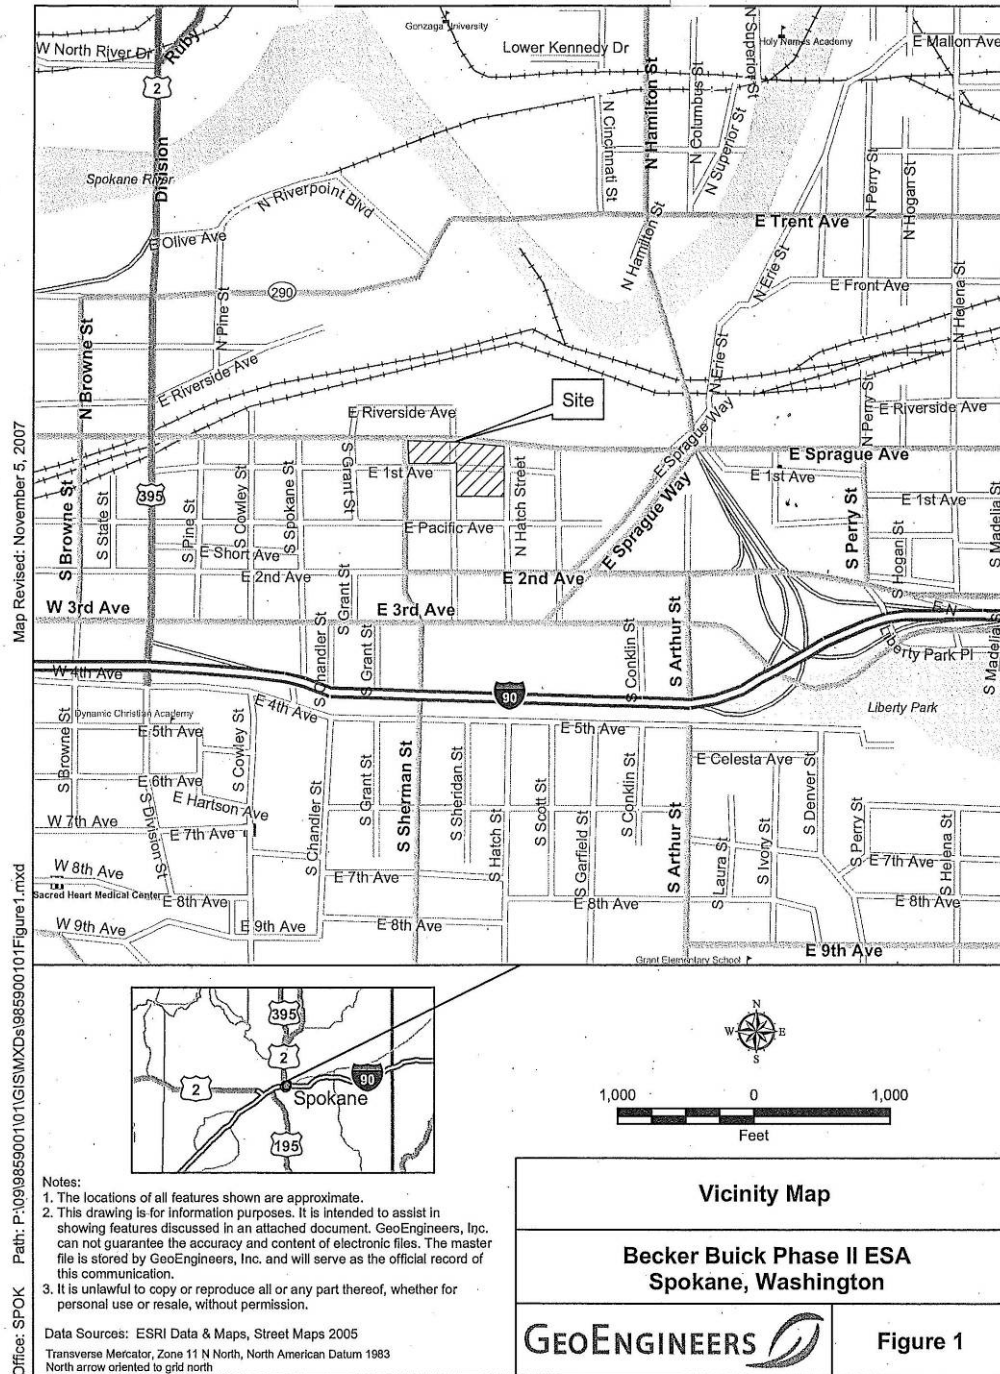 Gonzaga University
Holy Names Academy
W North River Dr
Ruby
Lower Kennedy Dr
N Superior St
E Mallon Ave
2
N Hamilton St
N Columbus St
N Cincinnati St
N Superior St
Division
Spokane River
N Riverpoint Blvd
N Perry St
N Hogan St
E Trent Ave
E Olive Ave
N Hamilton St
N Erie St
E Front Ave
N Helena St
290
N Pine St
N Browne St
E Riverside Ave
N Erie St
Site
E Riverside Ave
N Perry St
E Riverside Ave
E Sprague Way
E Sprague Ave
E 1st Ave
E 1st Ave
E 1st Ave
395
S Browne St
S State St
S Pine St
S Cowley St
S Spokane St
S Grant St
N Hatch Street
E Pacific Ave
E Short Ave
E Sprague Way
S Perry St
S Hogan St
S Madelia St
E 2nd Ave
E 2nd Ave
W 3rd Ave
S Grant St
E 3rd Ave
E N
S Chandler St
S Grant St
S Conklin St
S Arthur St
Liberty Park Pl
S Madelia S
W 4th Ave
90
E 4th Ave
Liberty Park
Dynamic Christian Academy
E 5th Ave
E 5th Ave
S Browne St
S Cowley St
E Celesta Ave
E 6th Ave
E Hartson Ave
S Division St
S Chandler St
S Grant St
S Sherman St
S Sheridan St
S Hatch St
S Scott St
S Garfield St
S Conklin St
S Arthur St
S Laura St
S Ivory St
S Denver St
S Perry St
S Helena St
W 7th Ave
E 7th Ave
E 7th Ave
E 7th Ave
W 8th Ave
Sacred Heart Medical Center
E 8th Ave
E 8th Ave
E 8th Ave
E 8th Ave
W 9th Ave
E 9th Ave
E 9th Ave
Grant Elementary School
Map Revised: November 5, 2007
Path: P:\09\9859001\01\GIS\MXDs\985900101Figure1.mxd
Office: SPOK
395
2
2
90
Spokane
195
N
W E
S
1,000 0 1,000
Feet
Notes:
1. The locations of all features shown are approximate.
2. This drawing is for information purposes. It is intended to assist in
showing features discussed in an attached document. GeoEngineers, Inc.
can not guarantee the accuracy and content of electronic files. The master
file is stored by GeoEngineers, Inc. and will serve as the official record of
this communication.
3. It is unlawful to copy or reproduce all or any part thereof, whether for
personal use or resale, without permission.
Data Sources: ESRI Data & Maps, Street Maps 2005
Transverse Mercator, Zone 11 N North, North American Datum 1983
North arrow oriented to grid north
Vicinity Map
Becker Buick Phase II ESA
Spokane, Washington
GEOENGINEERS
Figure 1